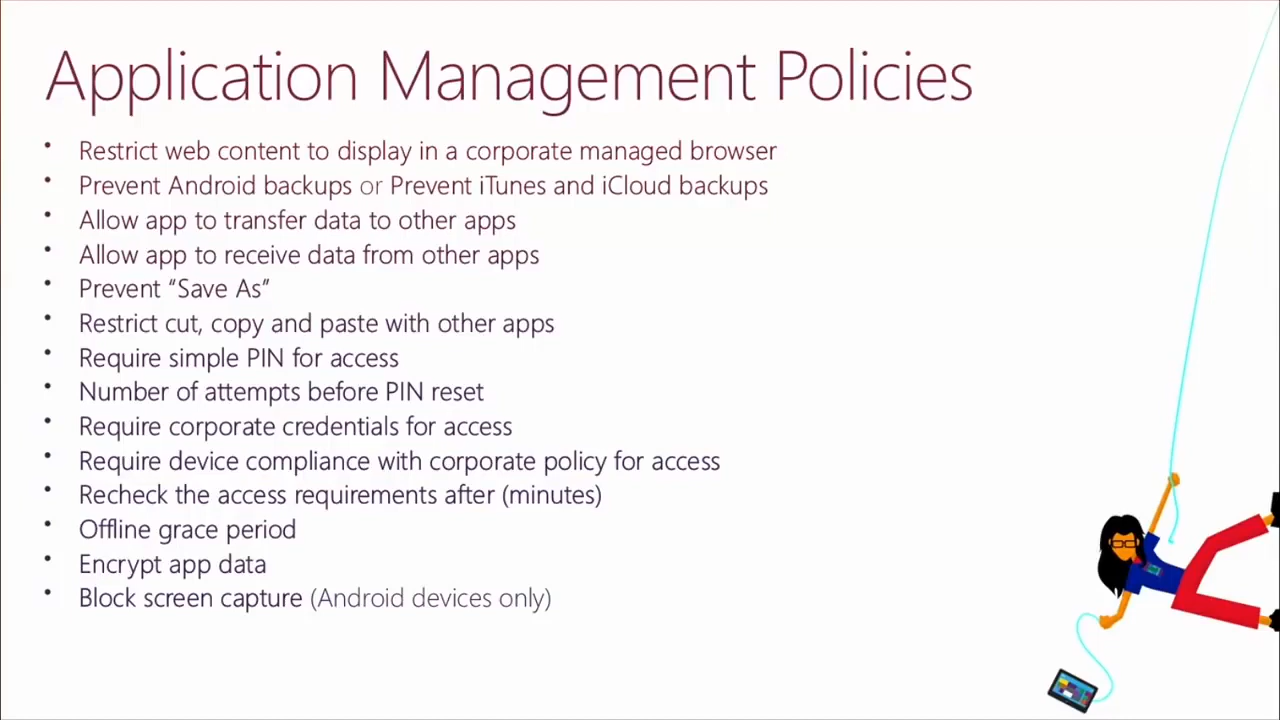 Application Management Policies
• Restrict web content to display in a corporate managed browser
• Prevent Android backups or Prevent iTunes and iCloud backups
• Allow app to transfer data to other apps
• Allow app to receive data from other apps
• Prevent “Save As”
• Restrict cut, copy and paste with other apps
• Require simple PIN for access
• Number of attempts before PIN reset
• Require corporate credentials for access
• Require device compliance with corporate policy for access
• Recheck the access requirements after (minutes)
• Offline grace period
• Encrypt app data
• Block screen capture (Android devices only)